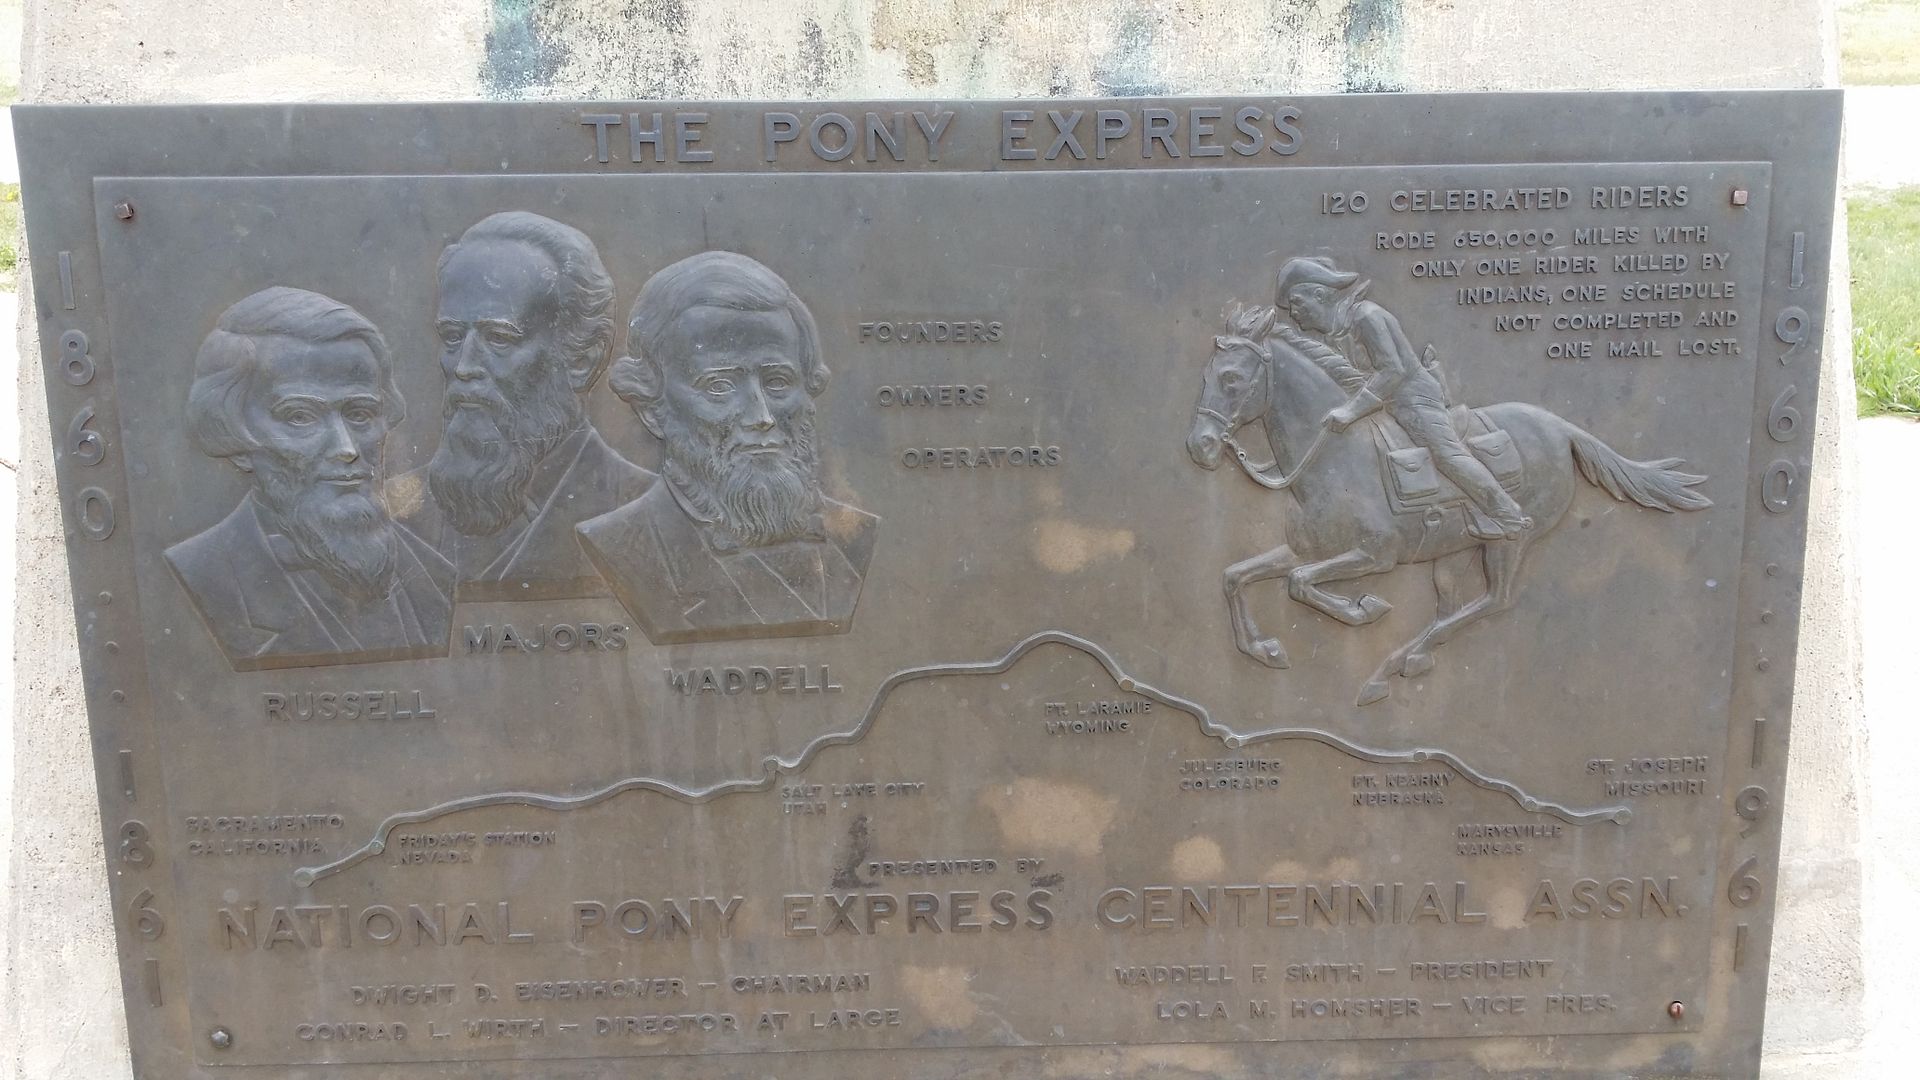 THE PONY EXPRESS
1860
1861
120 CELEBRATED RIDERS
RODE 650,000 MILES WITH
ONLY ONE RIDER KILLED BY
INDIANS, ONE SCHEDULE
NOT COMPLETED AND
ONE MAIL LOST.
FOUNDERS
OWNERS
OPERATORS
RUSSELL
MAJORS
WADDELL
SACRAMENTO
CALIFORNIA
FRIDAY'S STATION
NEVADA
SALT LAKE CITY
UTAH
FT. LARAMIE
WYOMING
JULESBURG
COLORADO
FT. KEARNY
NEBRASKA
MARYSVILLE
KANSAS
ST. JOSEPH
MISSOURI
PRESENTED BY
NATIONAL PONY EXPRESS CENTENNIAL ASSN.
DWIGHT D. EISENHOWER – CHAIRMAN
CONRAD L. WIRTH – DIRECTOR AT LARGE
WADDELL F. SMITH – PRESIDENT
LOLA M. HOMSHER – VICE PRES.
1960
1961